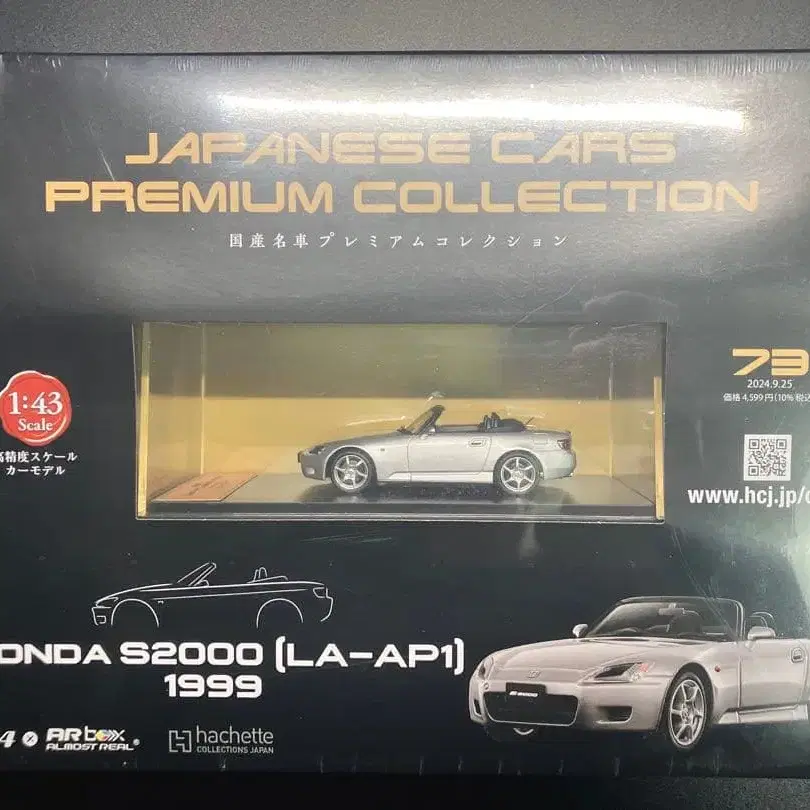 JAPANESE CARS
PREMIUM COLLECTION
国産名車プレミアムコレクション
73
2024.9.25
価格 4,599円(10%税込
1:43
Scale
高精度スケール
カーモデル
www.hcj.jp/
ONDA S2000 (LA-AP1)
1999
S2000
4
ARbox
ALMOST REAL®
hachette
COLLECTIONS JAPAN